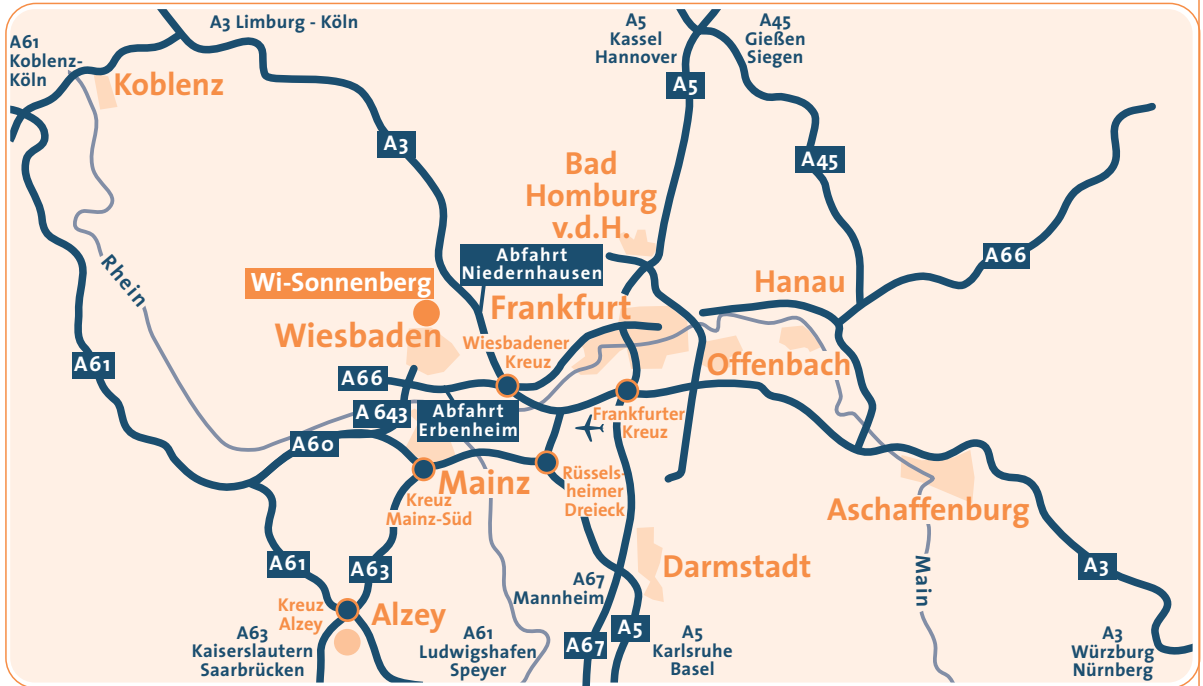 A3 Limburg - Köln
A5
Kassel
Hannover
A45
Gießen
Siegen
A61
Koblenz-
Köln
Koblenz
A5
A3
A45
Bad
Homburg
v.d.H.
Abfahrt
Niedernhausen
A66
Rhein
Wi-Sonnenberg
Hanau
Frankfurt
Wiesbaden
Wiesbadener
Kreuz
Offenbach
A61
A66
A 643
Abfahrt
Erbenheim
Frankfurter
Kreuz
A60
Mainz
Kreuz
Mainz-Süd
Rüssels-
heimer
Dreieck
Aschaffenburg
A61
A63
Darmstadt
A3
Main
A67
Mannheim
Kreuz
Alzey
Alzey
A63
Kaiserslautern
Saarbrücken
A61
Ludwigshafen
Speyer
A67
A5
A5
Karlsruhe
Basel
A3
Würzburg
Nürnberg